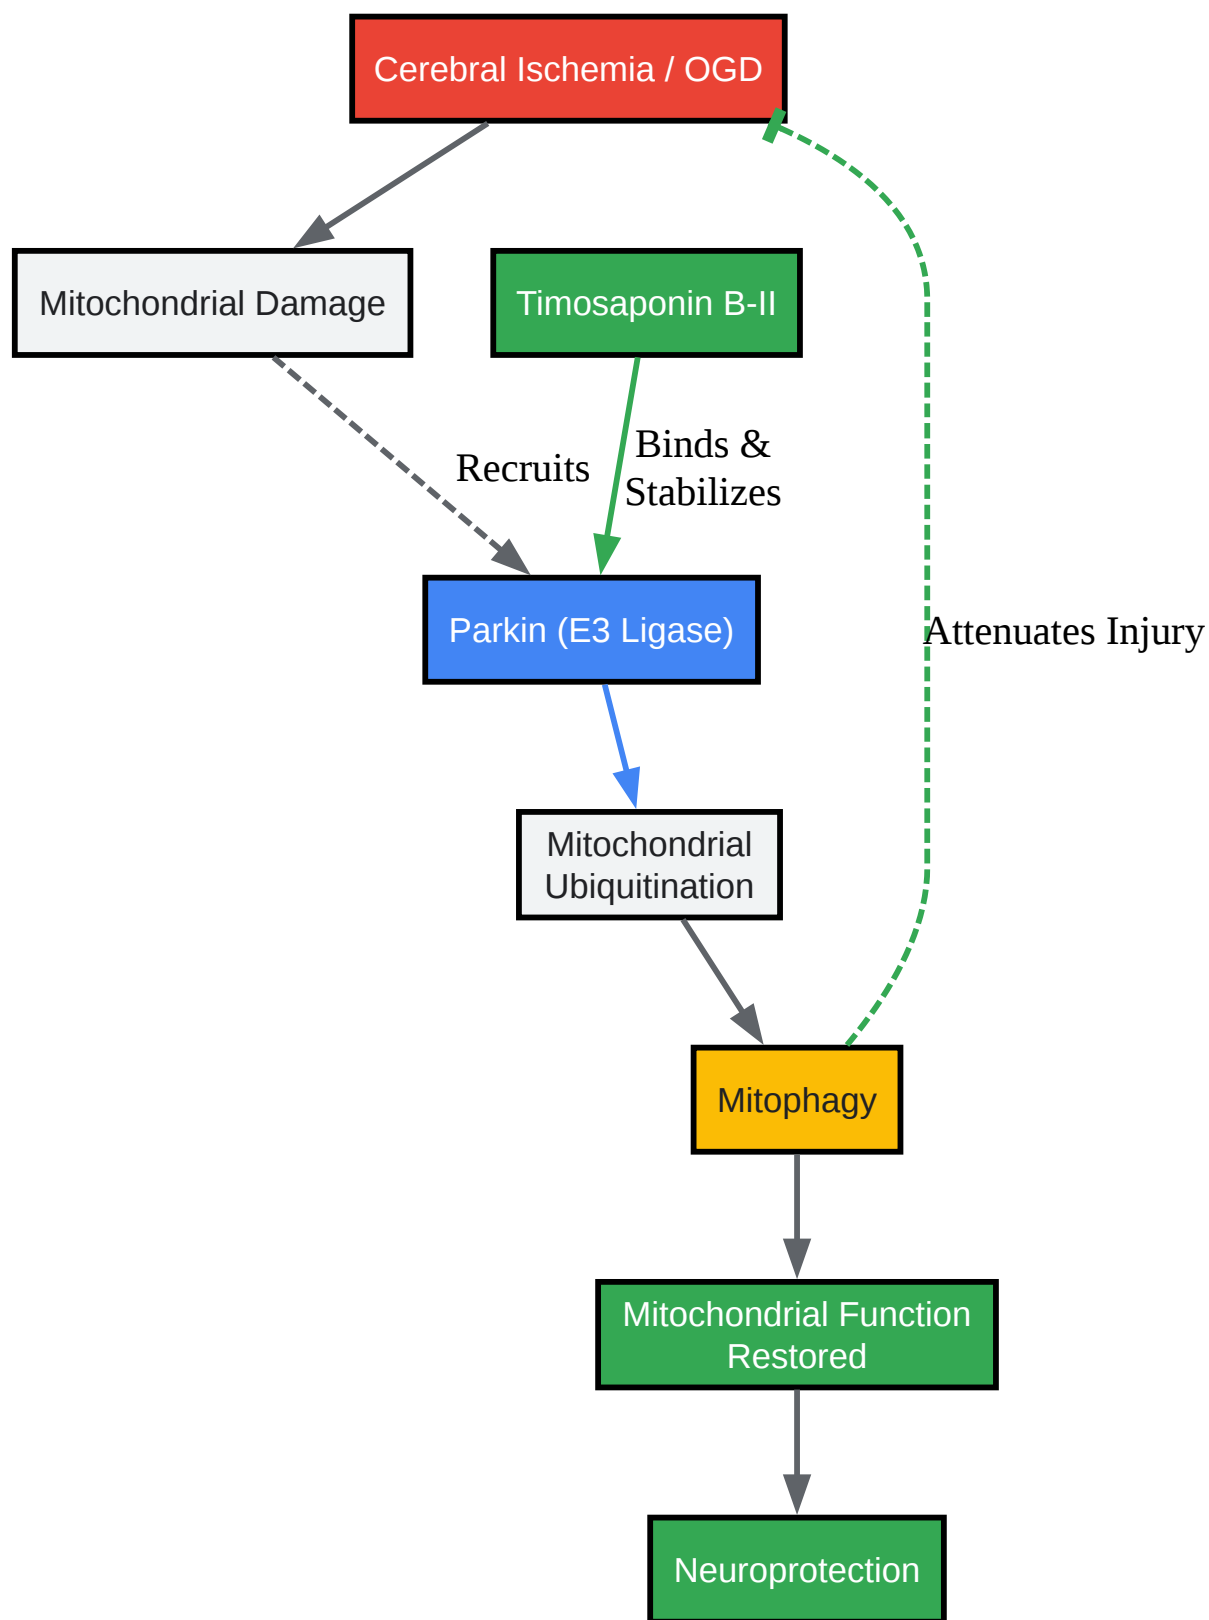 Cerebral Ischemia / OGD
Mitochondrial Damage
Timosaponin B-II
Recruits
Binds &
Stabilizes
Parkin (E3 Ligase)
Attenuates Injury
Mitochondrial
Ubiquitination
Mitophagy
Mitochondrial Function
Restored
Neuroprotection